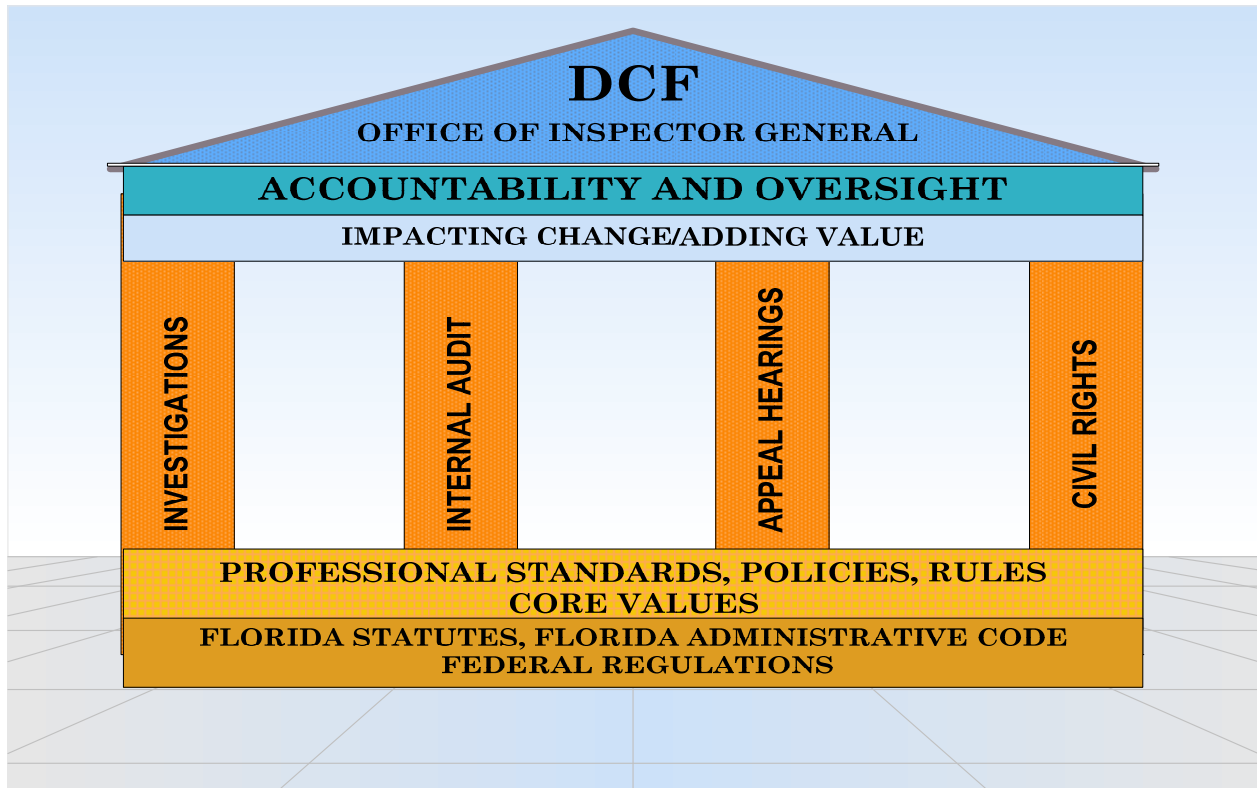 DCF
OFFICE OF INSPECTOR GENERAL
ACCOUNTABILITY AND OVERSIGHT
IMPACTING CHANGE/ADDING VALUE
INVESTIGATIONS
INTERNAL AUDIT
APPEAL HEARINGS
CIVIL RIGHTS
PROFESSIONAL STANDARDS, POLICIES, RULES
CORE VALUES
FLORIDA STATUTES, FLORIDA ADMINISTRATIVE CODE
FEDERAL REGULATIONS